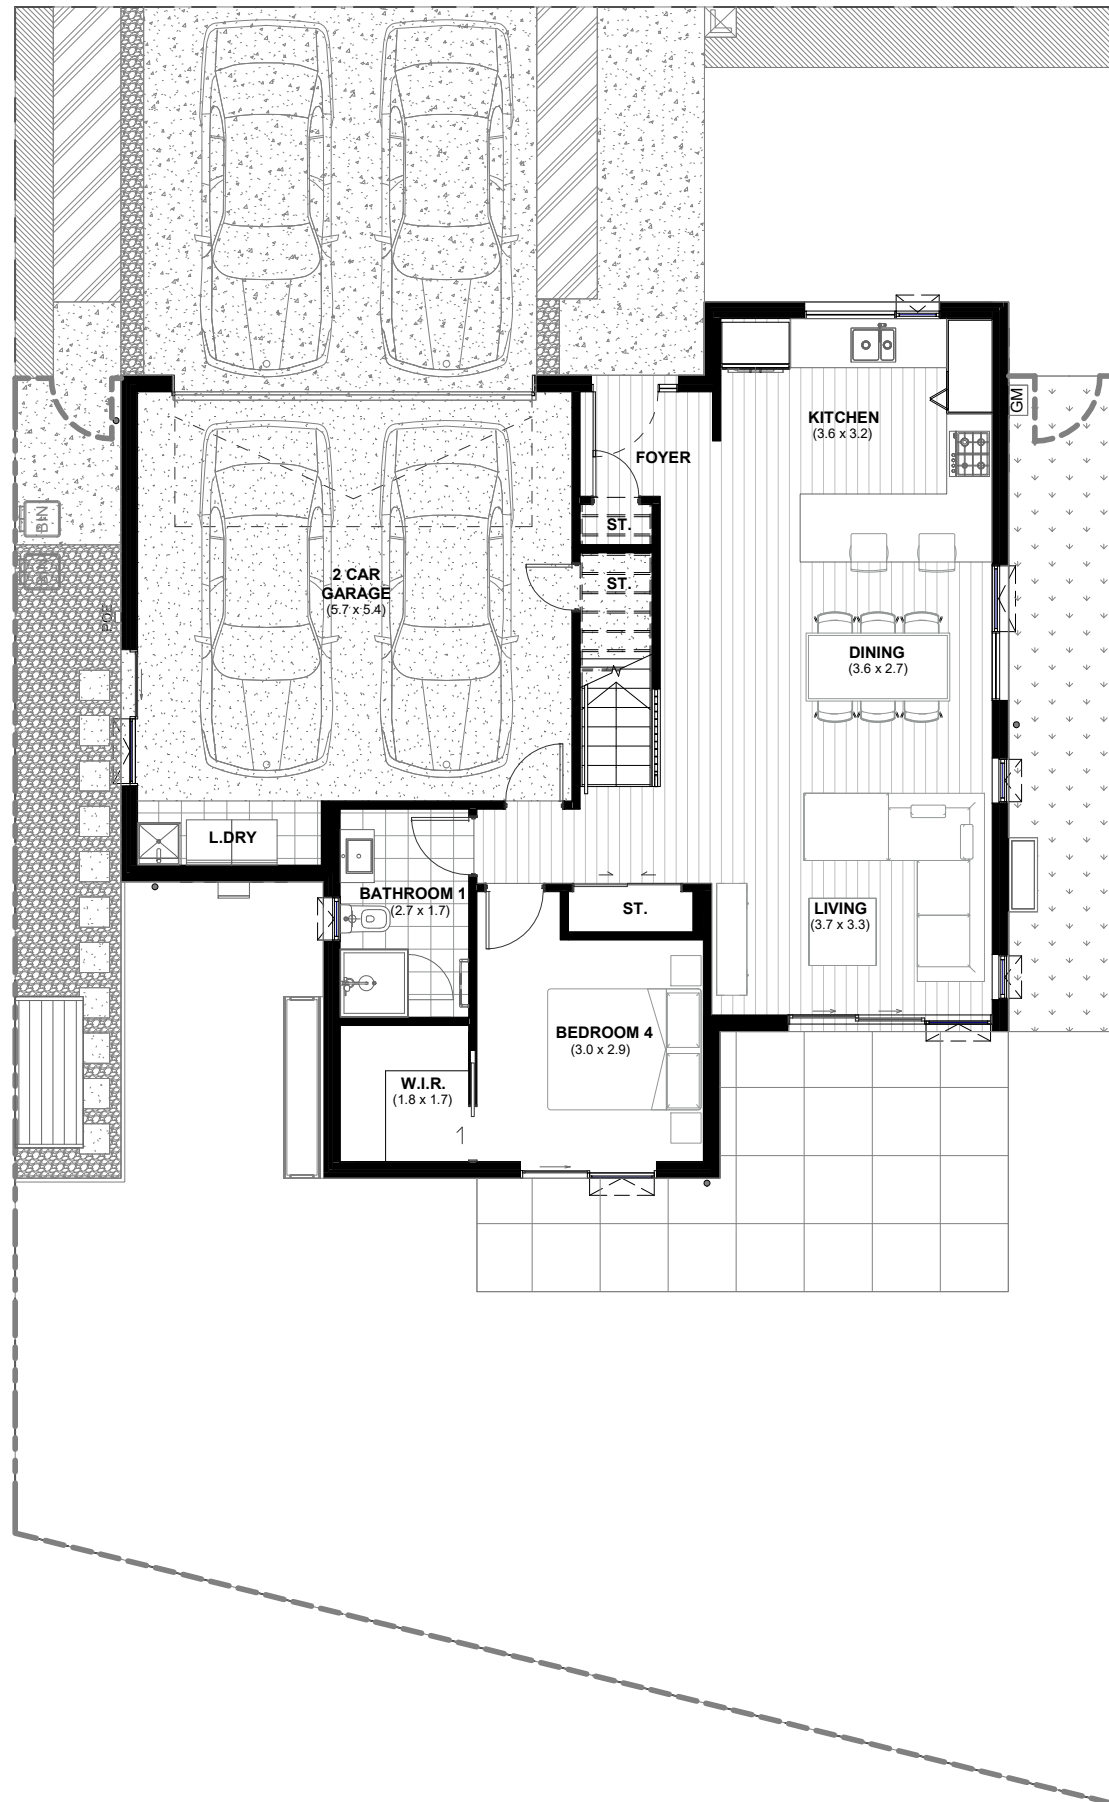 KITCHEN
(3.6 x 3.2)
GM
FOYER
ST.
BIN
ST.
2 CAR
GARAGE
(5.7 x 5.4)
DINING
(3.6 x 2.7)
L.DRY
BATHROOM 1
(2.7 x 1.7)
ST.
LIVING
(3.7 x 3.3)
BEDROOM 4
(3.0 x 2.9)
W.I.R.
(1.8 x 1.7)
1